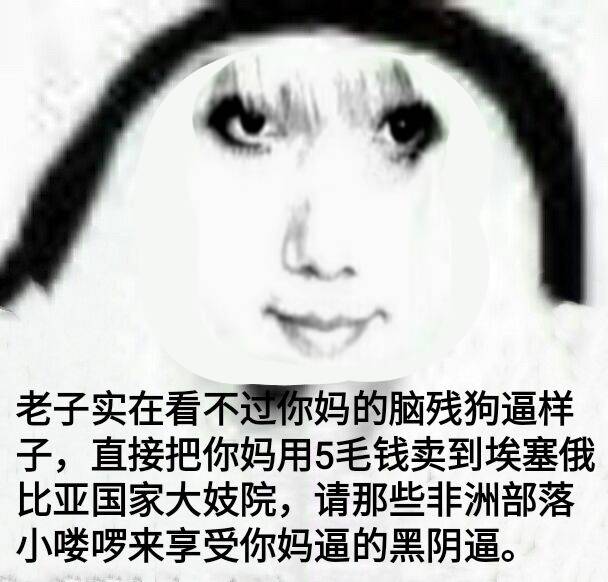 老子实在看不过你妈的脑残狗逼样
子，直接把你妈用5毛钱卖到埃塞俄
比亚国家大妓院，请那些非洲部落
小喽啰来享受你妈逼的黑阴逼。